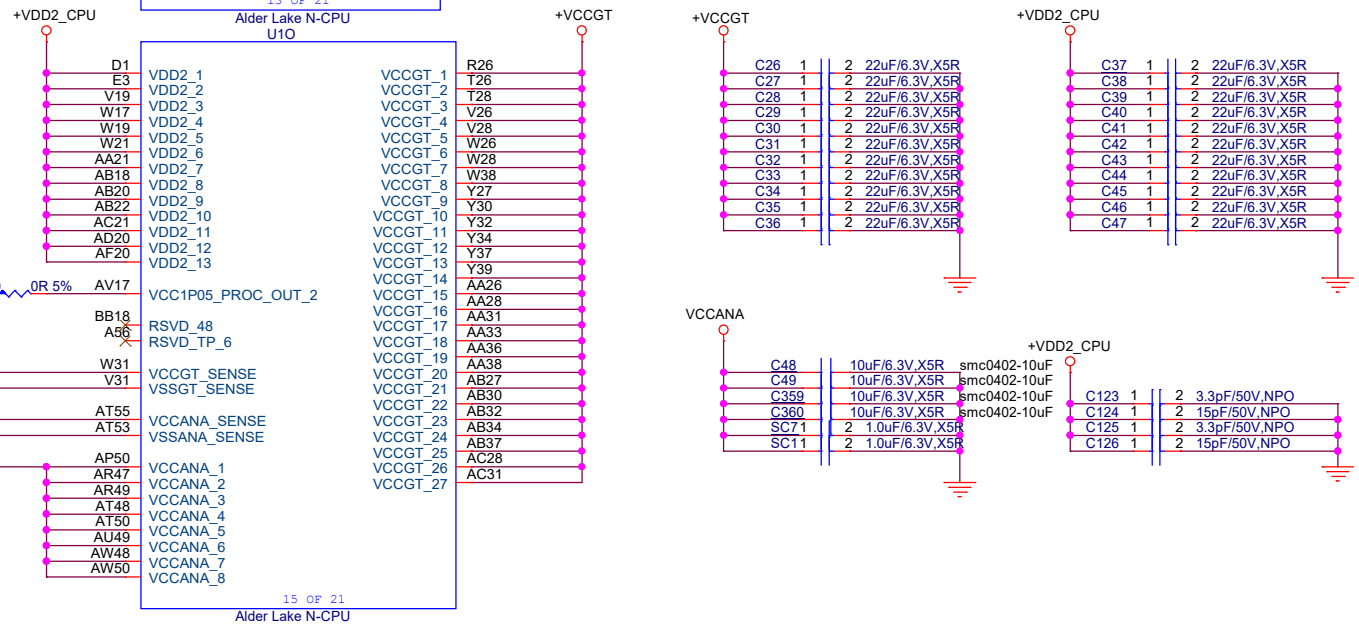 13 OF 21
Alder Lake N-CPU
U1O
+VDD2_CPU
+VCCGT
D1 VDD2_1 VCCGT_1 R26
E3 VDD2_2 VCCGT_2 T26
V19 VDD2_3 VCCGT_3 T28
W17 VDD2_4 VCCGT_4 V26
W19 VDD2_5 VCCGT_5 V28
W21 VDD2_6 VCCGT_6 W26
AA21 VDD2_7 VCCGT_7 W28
AB18 VDD2_8 VCCGT_8 W38
AB20 VDD2_9 VCCGT_9 Y27
AB22 VDD2_10 VCCGT_10 Y30
AC21 VDD2_11 VCCGT_11 Y32
AD20 VDD2_12 VCCGT_12 Y34
AF20 VDD2_13 VCCGT_13 Y37
VCCGT_14 Y39
0R 5% AV17 VCC1P05_PROC_OUT_2 VCCGT_15 AA26
VCCGT_16 AA28
BB18 RSVD_48 VCCGT_17 AA31
A56 RSVD_TP_6 VCCGT_18 AA33
VCCGT_19 AA36
W31 VCCGT_SENSE VCCGT_20 AA38
V31 VSSGT_SENSE VCCGT_21 AB27
VCCGT_22 AB30
AT55 VCCANA_SENSE VCCGT_23 AB32
AT53 VSSANA_SENSE VCCGT_24 AB34
VCCGT_25 AB37
AP50 VCCANA_1 VCCGT_26 AC28
AR47 VCCANA_2 VCCGT_27 AC31
AR49 VCCANA_3
AT48 VCCANA_4
AT50 VCCANA_5
AU49 VCCANA_6
AW48 VCCANA_7
AW50 VCCANA_8
15 OF 21
Alder Lake N-CPU
+VCCGT
C26 1 2 22uF/6.3V,X5R
C27 1 2 22uF/6.3V,X5R
C28 1 2 22uF/6.3V,X5R
C29 1 2 22uF/6.3V,X5R
C30 1 2 22uF/6.3V,X5R
C31 1 2 22uF/6.3V,X5R
C32 1 2 22uF/6.3V,X5R
C33 1 2 22uF/6.3V,X5R
C34 1 2 22uF/6.3V,X5R
C35 1 2 22uF/6.3V,X5R
C36 1 2 22uF/6.3V,X5R
+VDD2_CPU
C37 1 2 22uF/6.3V,X5R
C38 1 2 22uF/6.3V,X5R
C39 1 2 22uF/6.3V,X5R
C40 1 2 22uF/6.3V,X5R
C41 1 2 22uF/6.3V,X5R
C42 1 2 22uF/6.3V,X5R
C43 1 2 22uF/6.3V,X5R
C44 1 2 22uF/6.3V,X5R
C45 1 2 22uF/6.3V,X5R
C46 1 2 22uF/6.3V,X5R
C47 1 2 22uF/6.3V,X5R
VCCANA
C48 10uF/6.3V,X5R smc0402-10uF
C49 10uF/6.3V,X5R smc0402-10uF
C359 10uF/6.3V,X5R smc0402-10uF
C360 10uF/6.3V,X5R smc0402-10uF
SC7 1 2 1.0uF/6.3V,X5R
SC1 1 2 1.0uF/6.3V,X5R
+VDD2_CPU
C123 1 2 3.3pF/50V,NPO
C124 1 2 15pF/50V,NPO
C125 1 2 3.3pF/50V,NPO
C126 1 2 15pF/50V,NPO